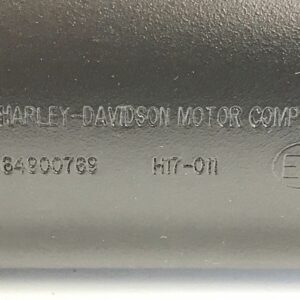 HARLEY-DAVIDSON MOTOR COMP
64900769 H17-011 E